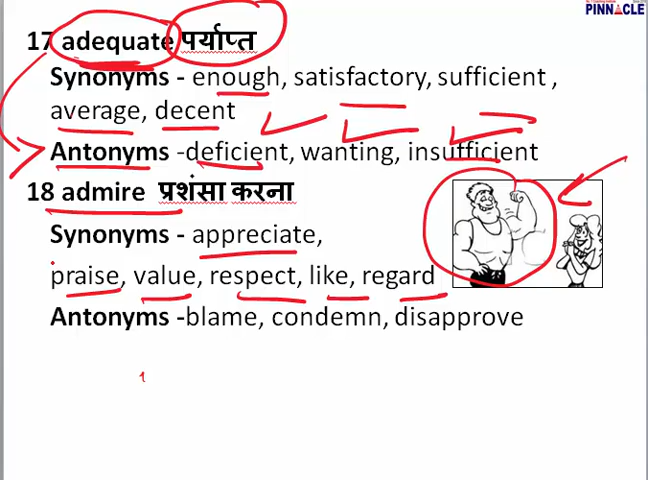 PINNACLE
17 adequate पर्याप्त
Synonyms - enough, satisfactory, sufficient ,
average, decent
Antonyms -deficient, wanting, insufficient
18 admire प्रशंसा करना
Synonyms - appreciate,
praise, value, respect, like, regard
Antonyms -blame, condemn, disapprove